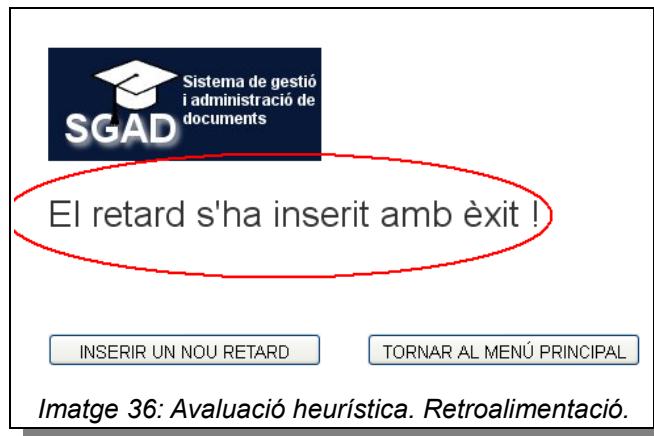 Sistema de gestió
i administració de
documents
SGAD
El retard s'ha inserit amb èxit !
INSERIR UN NOU RETARD
TORNAR AL MENÚ PRINCIPAL
Imatge 36: Avaluació heurística. Retroalimentació.